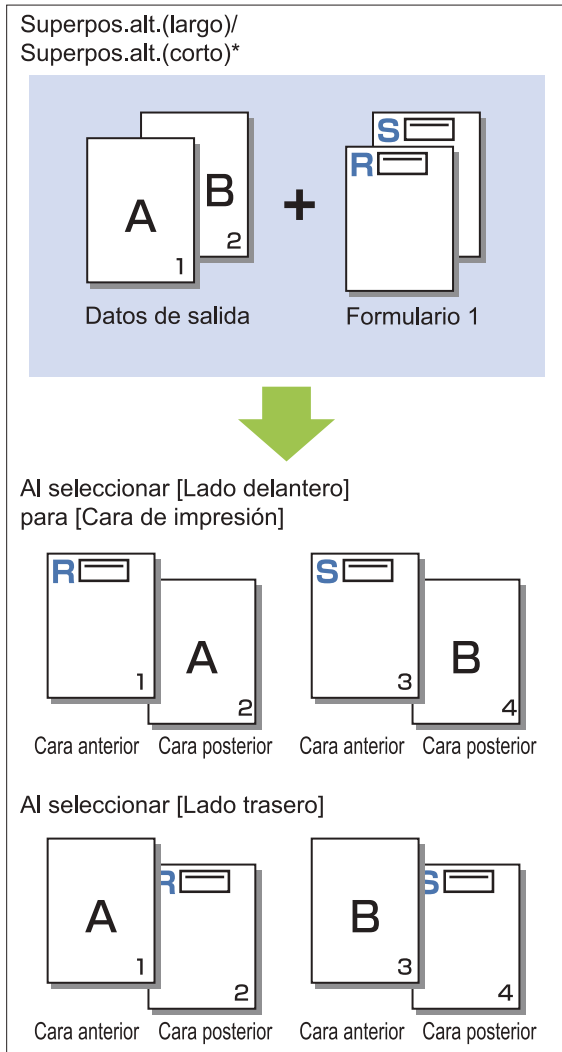 Superpos.alt.(largo)/
Superpos.alt.(corto)*
A
1
B
2
+
R
S
Datos de salida
Formulario 1
Al seleccionar [Lado delantero]
para [Cara de impresión]
R
1
A
2
S
3
B
4
Cara anterior Cara posterior Cara anterior Cara posterior
Al seleccionar [Lado trasero]
A
1
R
2
B
3
S
4
Cara anterior Cara posterior Cara anterior Cara posterior